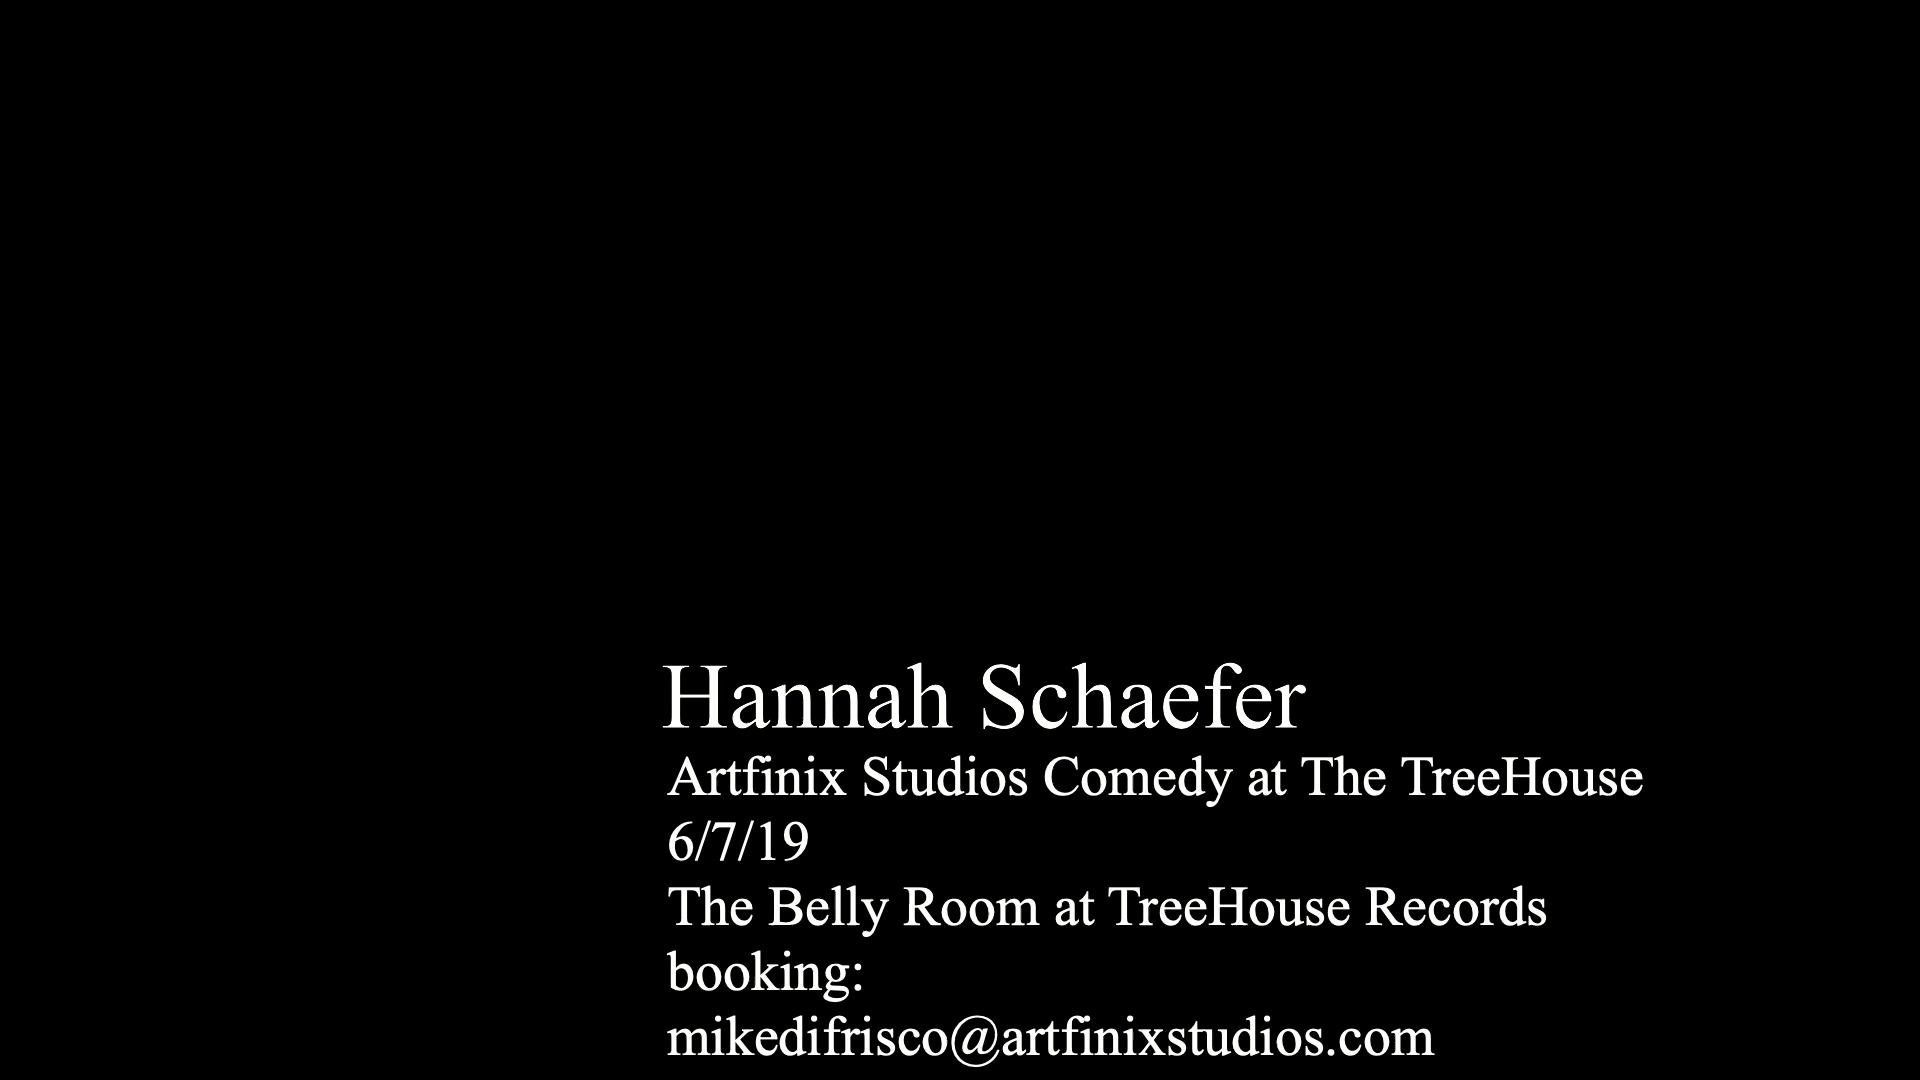 Hannah Schaefer
Artfinix Studios Comedy at The TreeHouse
6/7/19
The Belly Room at TreeHouse Records
booking:
mikedifrisco@artfinixstudios.com